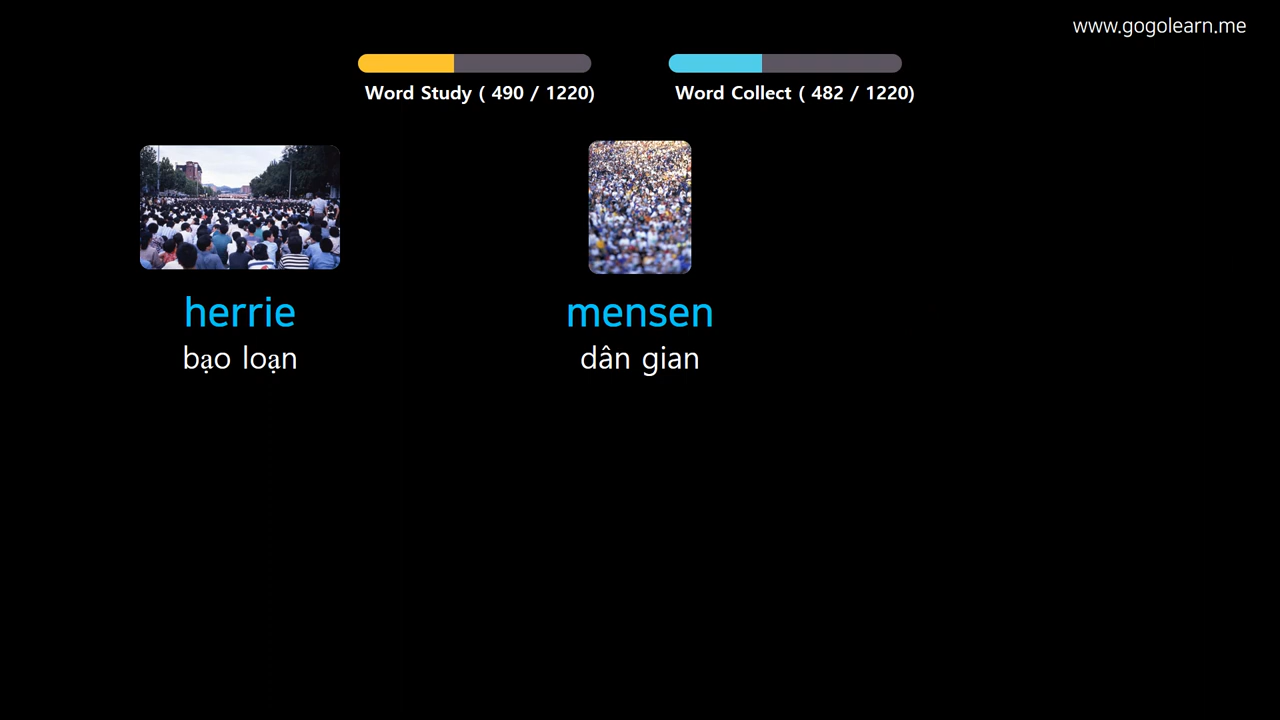 www.gogolearn.me
Word Study ( 490 / 1220)
Word Collect ( 482 / 1220)
herrie
mensen
bạo loạn
dân gian